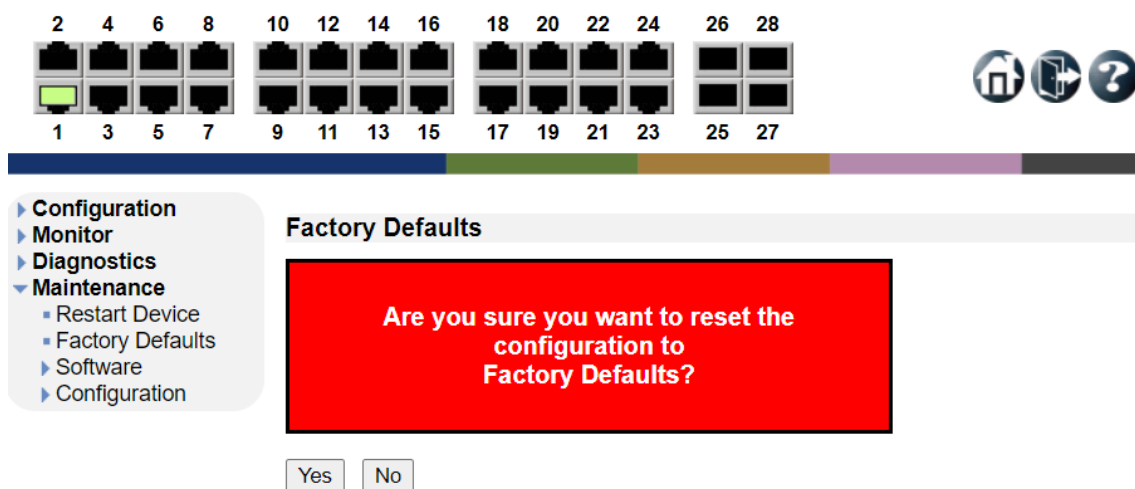 2 4 6 8 10 12 14 16 18 20 22 24 26 28
?
1 3 5 7 9 11 13 15 17 19 21 23 25 27
Configuration
Monitor
Diagnostics
Maintenance
Restart Device
Factory Defaults
Software
Configuration
Factory Defaults
Are you sure you want to reset the
configuration to
Factory Defaults?
Yes No